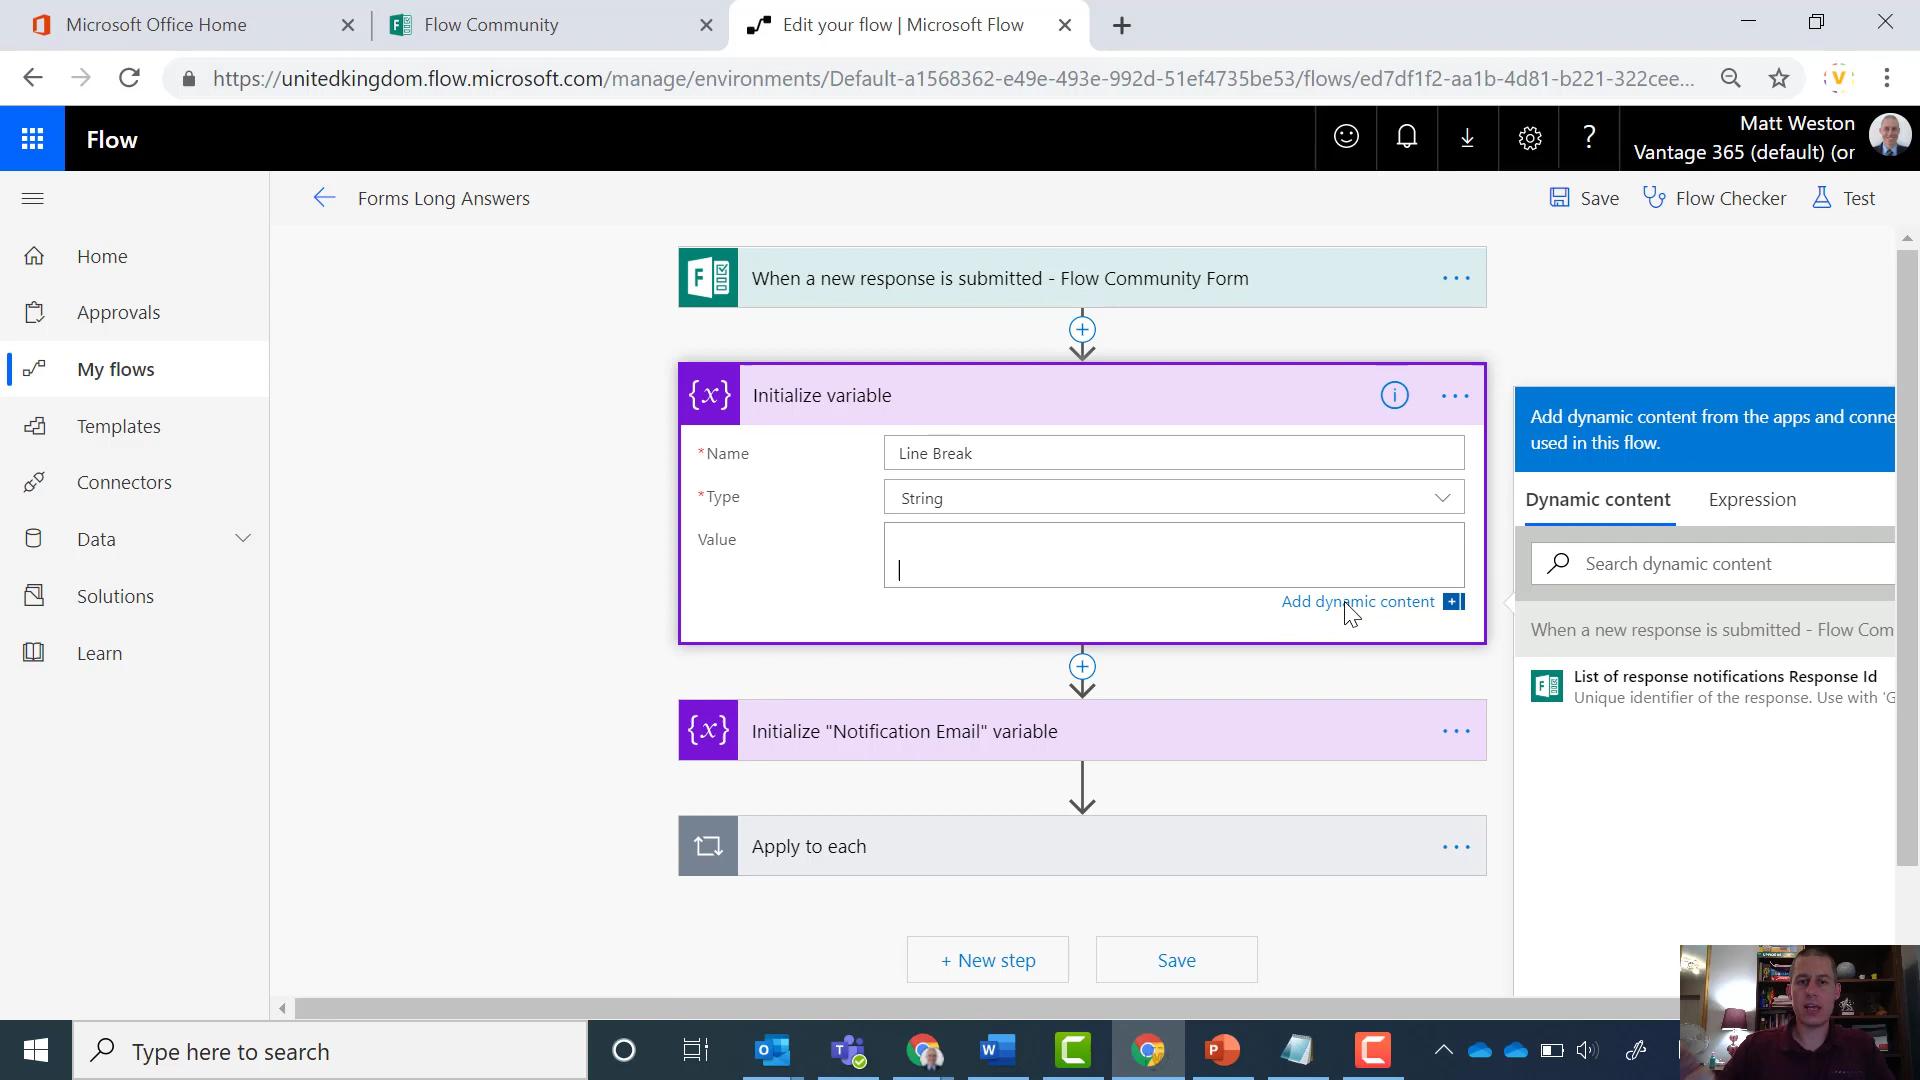 Microsoft Office Home
Flow Community
Edit your flow | Microsoft Flow
https://unitedkingdom.flow.microsoft.com/manage/environments/Default-a1568362-e49e-493e-992d-51ef4735be53/flows/ed7df1f2-aa1b-4d81-b221-322cee...
V
Flow
?
Matt Weston
Vantage 365 (default) (or
Forms Long Answers
Save
Flow Checker
Test
Home
Approvals
My flows
Templates
Connectors
Data
Solutions
Learn
F
When a new response is submitted - Flow Community Form
{x}
Initialize variable
i
*Name
Line Break
*Type
String
Value
Add dynamic content
{x}
Initialize "Notification Email" variable
Apply to each
+ New step
Save
Add dynamic content from the apps and conne
used in this flow.
Dynamic content
Expression
Search dynamic content
When a new response is submitted - Flow Com
F
List of response notifications Response Id
Unique identifier of the response. Use with 'G
Type here to search